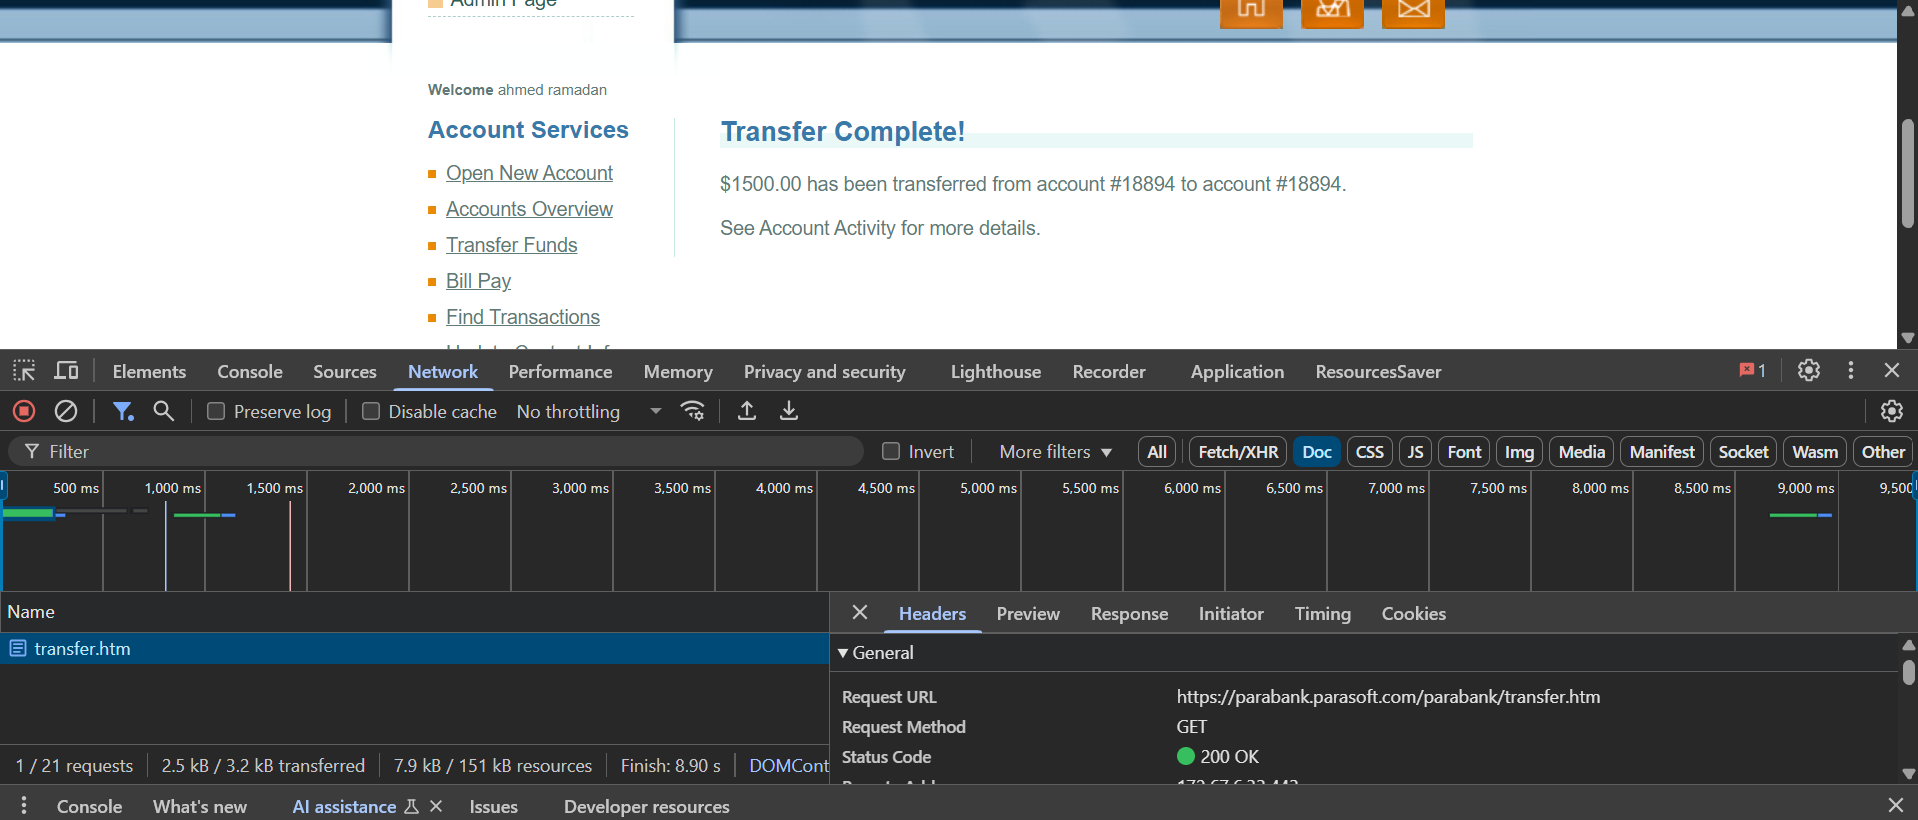 Admin Page
Welcome ahmed ramadan
Account Services
Open New Account
Accounts Overview
Transfer Funds
Bill Pay
Find Transactions
Transfer Complete!
$1500.00 has been transferred from account #18894 to account #18894.
See Account Activity for more details.
Elements Console Sources Network Performance Memory Privacy and security Lighthouse Recorder Application ResourcesSaver 1
Preserve log Disable cache No throttling
Filter Invert More filters All Fetch/XHR Doc CSS JS Font Img Media Manifest Socket Wasm Other
500 ms 1,000 ms 1,500 ms 2,000 ms 2,500 ms 3,000 ms 3,500 ms 4,000 ms 4,500 ms 5,000 ms 5,500 ms 6,000 ms 6,500 ms 7,000 ms 7,500 ms 8,000 ms 8,500 ms 9,000 ms 9,500
Name
transfer.htm
Headers Preview Response Initiator Timing Cookies
General
Request URL https://parabank.parasoft.com/parabank/transfer.htm
Request Method GET
Status Code 200 OK
1 / 21 requests 2.5 kB / 3.2 kB transferred 7.9 kB / 151 kB resources Finish: 8.90 s DOMCont
Console What's new AI assistance Issues Developer resources